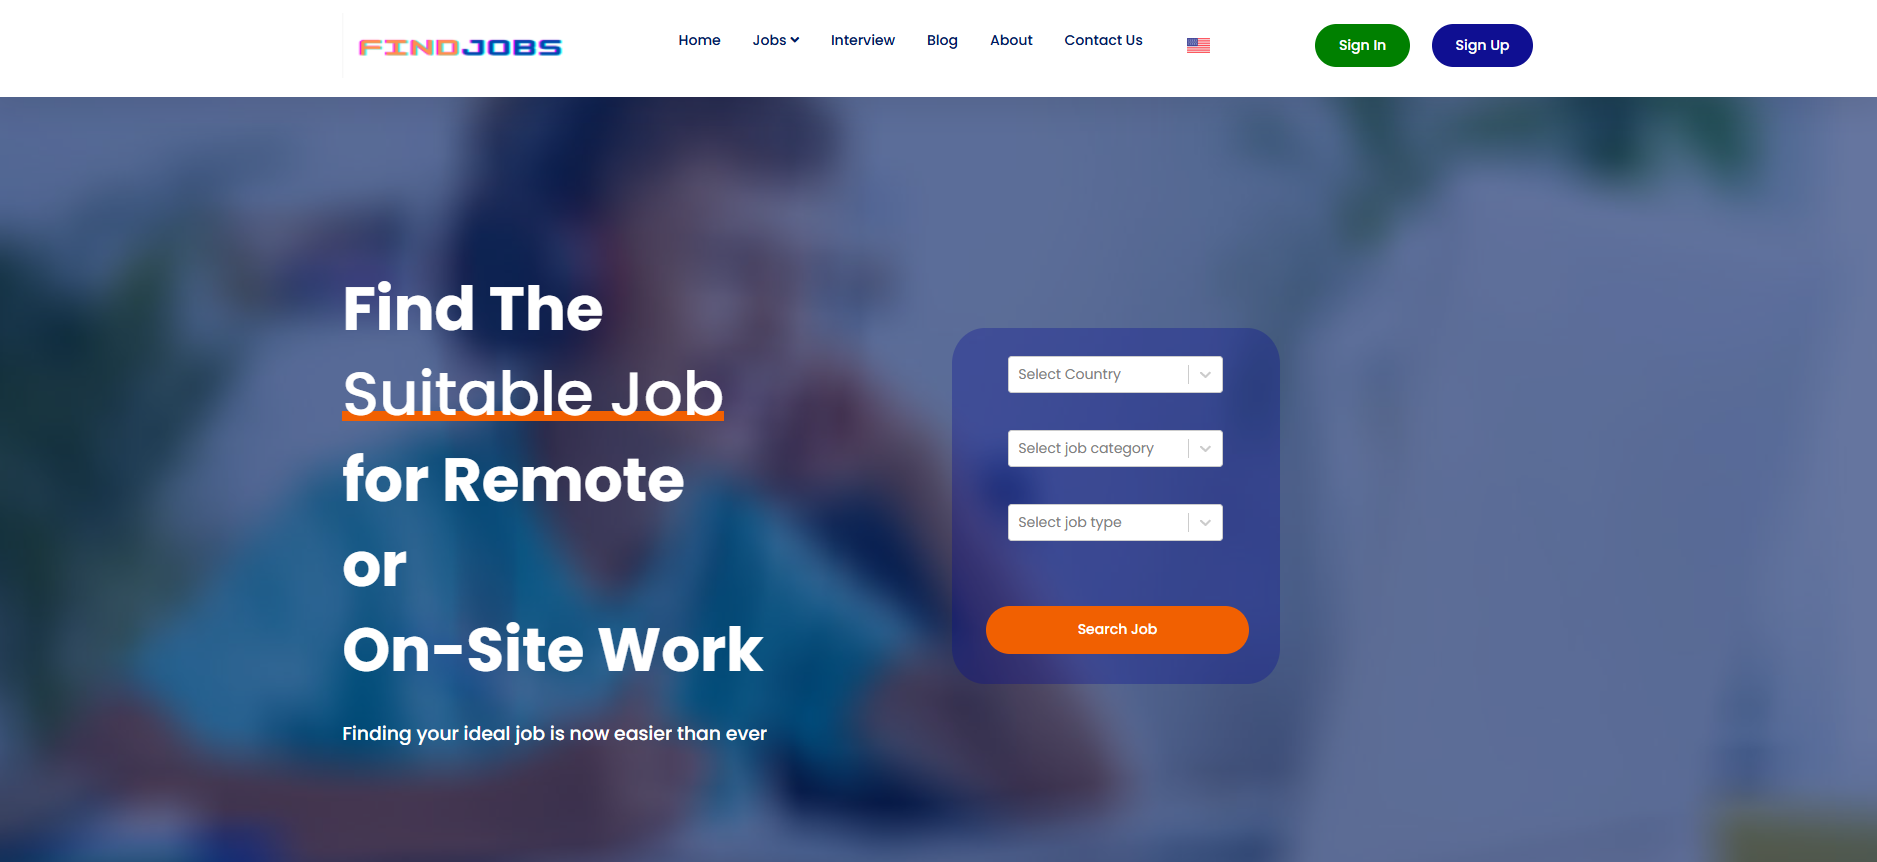 FINDJOBS
Home
Jobs
Interview
Blog
About
Contact Us
Sign In
Sign Up
Find The
Suitable Job
for Remote
or
On-Site Work
Finding your ideal job is now easier than ever
Select Country
Select job category
Select job type
Search Job